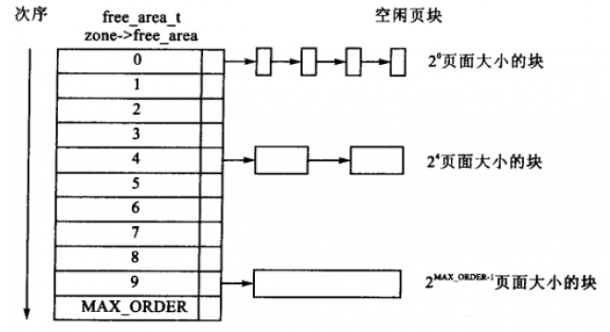 次序
free_area_t
zone->free_area
空闲页块
0
2⁰页面大小的块
1
2
3
4
2⁴页面大小的块
5
6
7
8
9
2^MAX_ORDER-1页面大小的块
MAX_ORDER